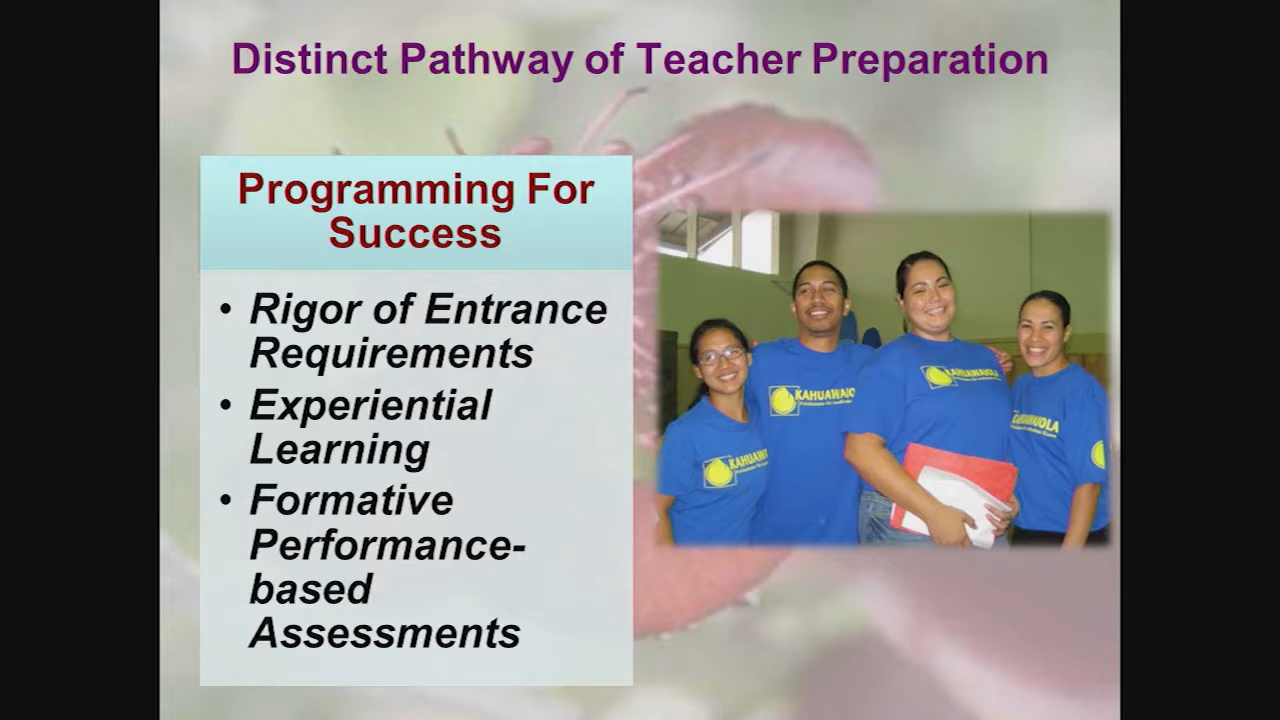 Distinct Pathway of Teacher Preparation
Programming For
Success
• Rigor of Entrance
Requirements
• Experiential
Learning
• Formative
Performance-
based
Assessments
KAHUAWAIO
KAHUAWAIOLA